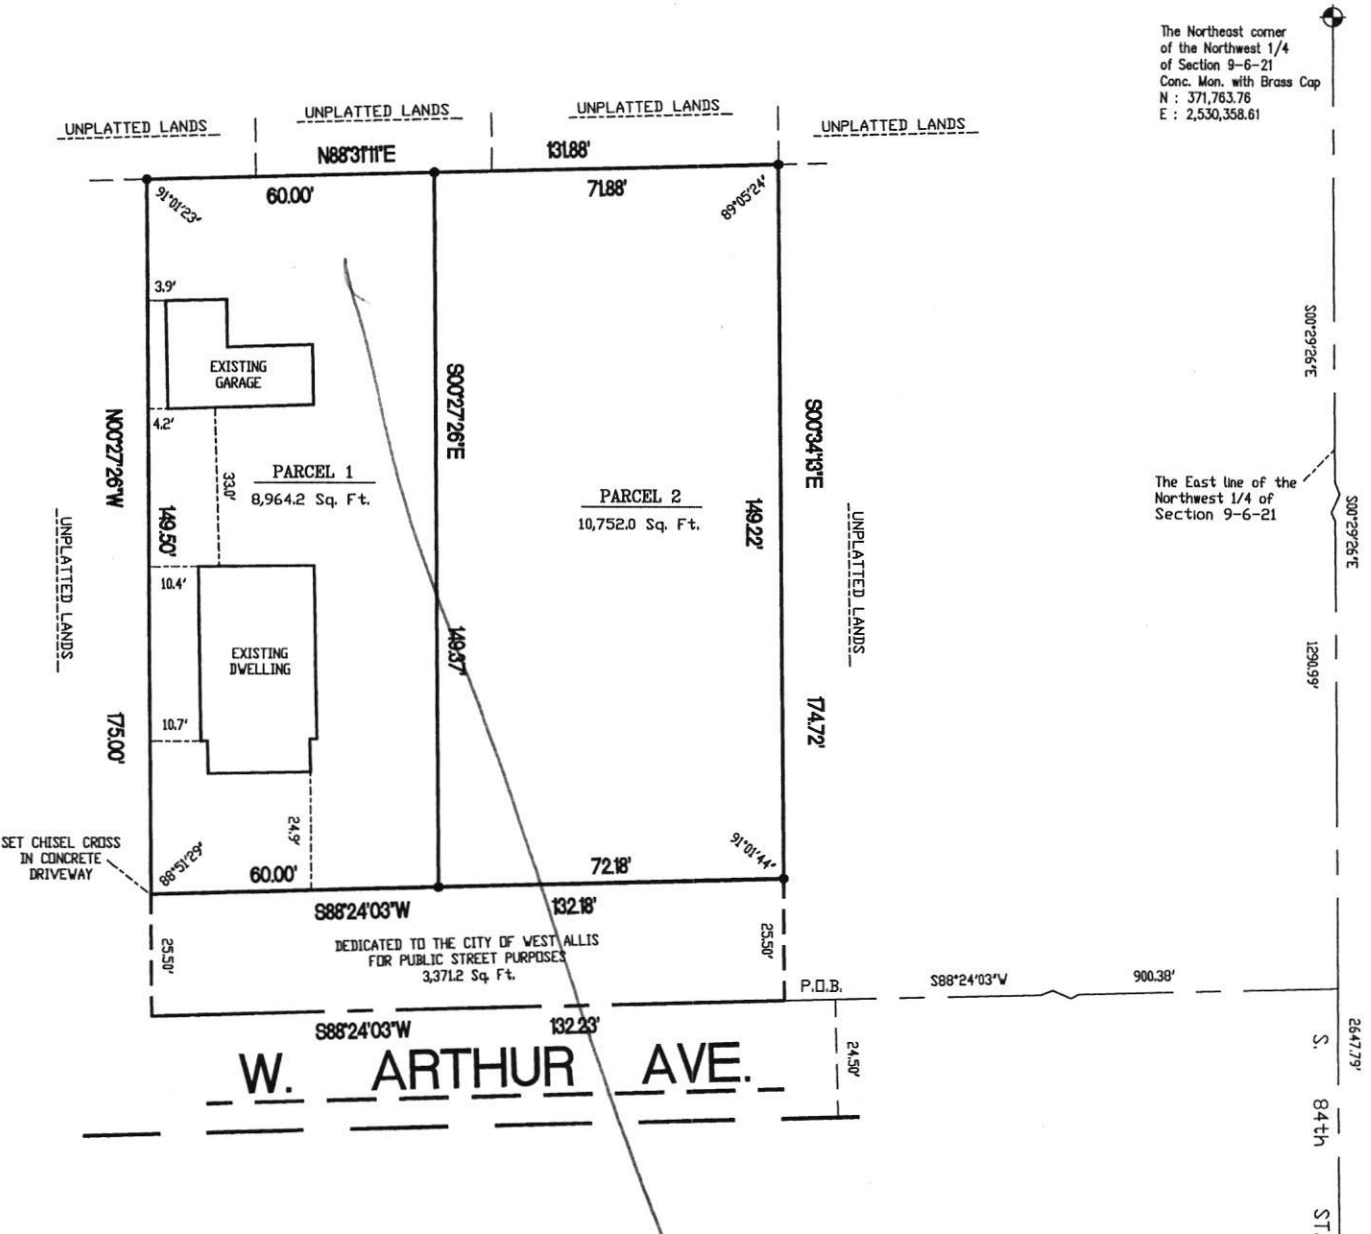 The Northeast corner
of the Northwest 1/4
of Section 9-6-21
Conc. Mon. with Brass Cap
N : 371,763.76
E : 2,530,358.61
UNPLATTED LANDS
UNPLATTED LANDS
UNPLATTED LANDS
UNPLATTED LANDS
N88°31'11"E
131.88'
60.00'
71.88'
91°01'23"
89°05'24"
3.9'
EXISTING
GARAGE
4.2'
33.0'
N00°27'26"W
S00°27'26"E
S00°34'13"E
S00°29'26"E
PARCEL 1
8,964.2 Sq. Ft.
PARCEL 2
10,752.0 Sq. Ft.
The East line of the
Northwest 1/4 of
Section 9-6-21
S00°29'26"E
149.50'
149.22'
UNPLATTED LANDS
UNPLATTED LANDS
10.4'
EXISTING
DWELLING
149.37'
1290.99'
10.7'
175.00'
174.72'
24.9'
SET CHISEL CROSS
IN CONCRETE
DRIVEWAY
88°51'29"
91°01'44"
60.00'
72.18'
S88°24'03"W
132.18'
25.50'
25.50'
DEDICATED TO THE CITY OF WEST ALLIS
FOR PUBLIC STREET PURPOSES
3,371.2 Sq. Ft.
P.O.B.
S88°24'03"W
900.38'
S88°24'03"W
132.23'
24.50'
2647.79'
W. ARTHUR AVE.
S. 84th ST.